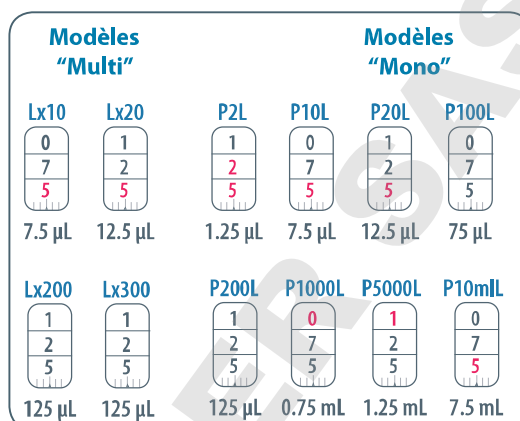 Modèles Modèles
"Multi" "Mono"
Lx10 Lx20 P2L P10L P20L P100L
0 1 1 0 1 0
7 2 2 7 2 7
5 5 5 5 5 5
7.5 µL 12.5 µL 1.25 µL 7.5 µL 12.5 µL 75 µL
Lx200 Lx300 P200L P1000L P5000L P10mlL
1 1 1 0 1 0
2 2 2 7 2 7
5 5 5 5 5 5
125 µL 125 µL 125 µL 0.75 mL 1.25 mL 7.5 mL
ER SAS